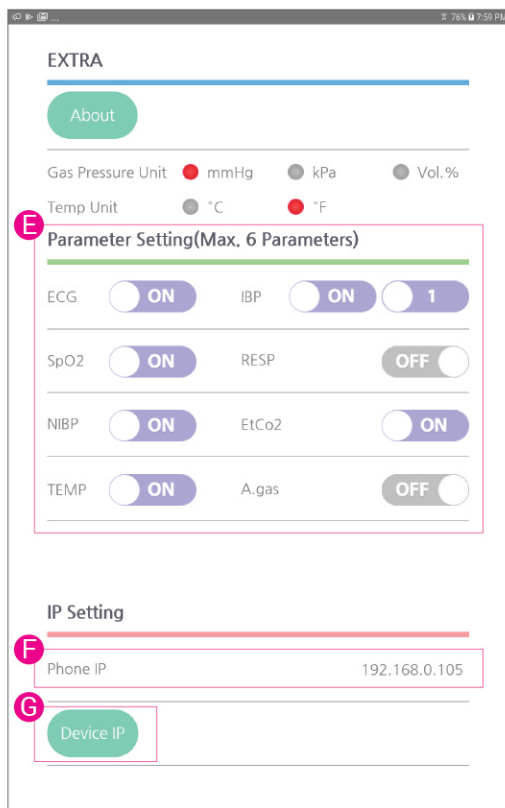 ... 76% 7:59 PM
EXTRA
About
Gas Pressure Unit mmHg kPa Vol.%
Temp Unit °C °F
E
Parameter Setting(Max. 6 Parameters)
ECG ON IBP ON 1
SpO2 ON RESP OFF
NIBP ON EtCo2 ON
TEMP ON A.gas OFF
IP Setting
F
Phone IP 192.168.0.105
G
Device IP